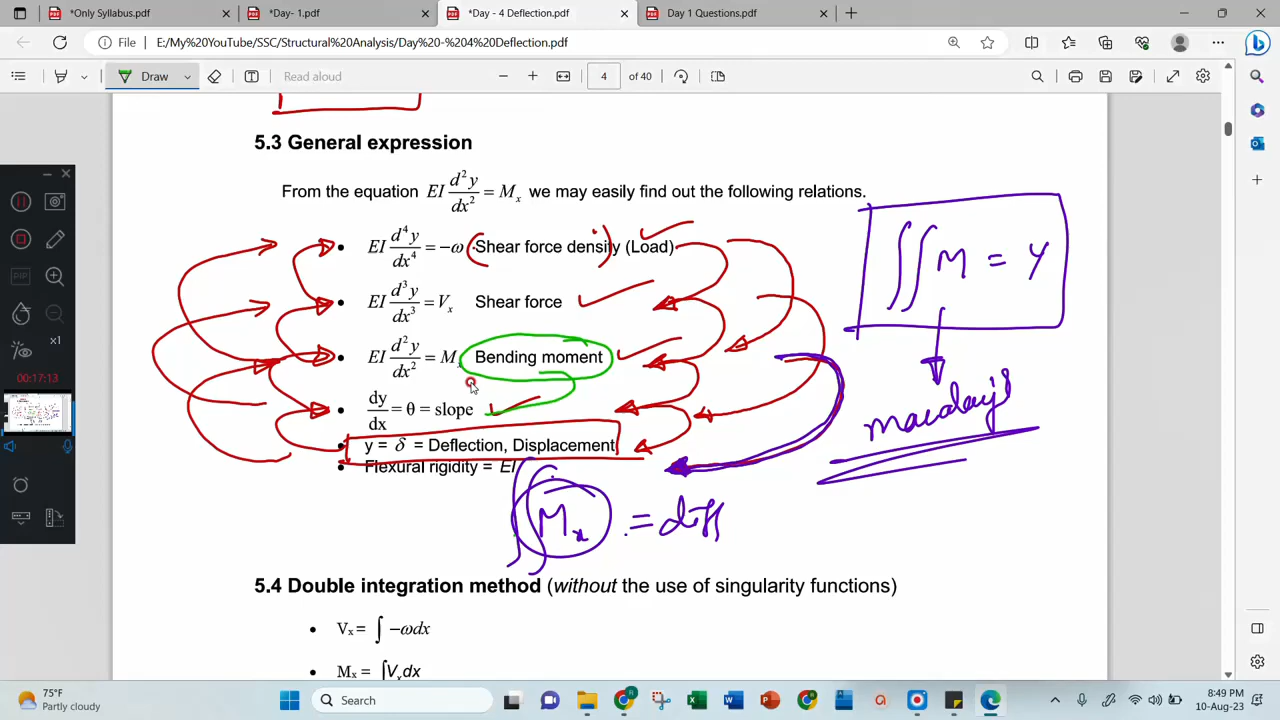 *Only Syllabus.pdf
*Day- 1.pdf
*Day - 4 Deflection.pdf
Day 1 Questions.pdf
File
E:/My%20YouTube/SSC/Structural%20Analysis/Day%20-%204%20Deflection.pdf
Draw
Read aloud
4
of 40
5.3 General expression
From the equation EI d²y/dx² = Mₓ we may easily find out the following relations.
• EI d⁴y/dx⁴ = −ω Shear force density (Load)
• EI d³y/dx³ = Vₓ Shear force
• EI d²y/dx² = M Bending moment
• dy/dx = θ = slope
• y = δ = Deflection, Displacement
• Flexural rigidity = EI
∬ M = Y
∬ Mx = diff
5.4 Double integration method (without the use of singularity functions)
• Vₓ = ∫ −ωdx
• Mₓ = ∫Vₓdx
x1
00:17:13
75°F
Partly cloudy
Search
8:49 PM
10-Aug-23